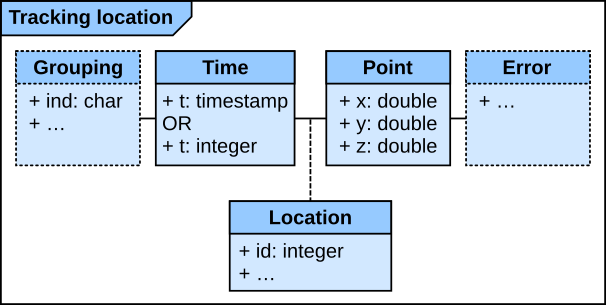 Tracking location
Grouping
+ ind: char
+ ...
Time
+ t: timestamp
OR
+ t: integer
Point
+ x: double
+ y: double
+ z: double
Error
+ ...
Location
+ id: integer
+ ...